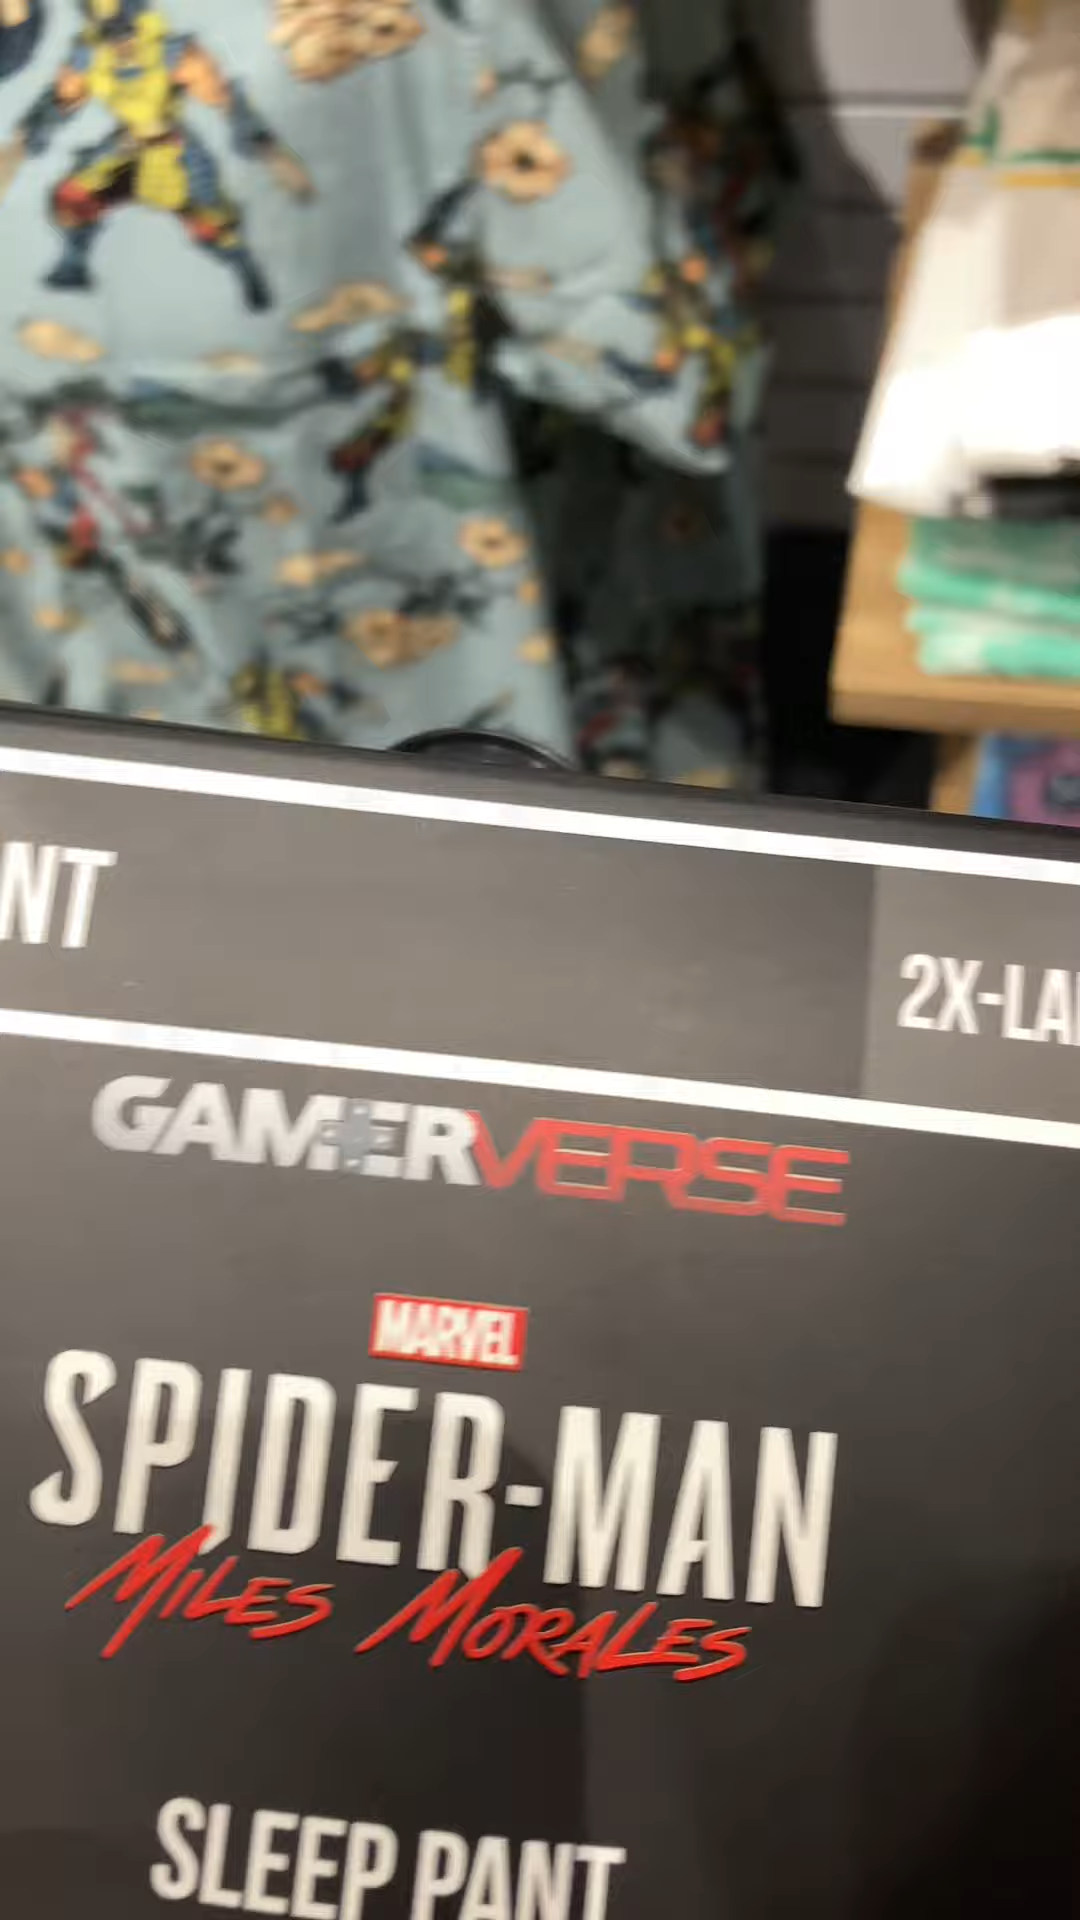 NT
2X-LA
GAMERVERSE
MARVEL
SPIDER-MAN
MILES MORALES
SLEEP PANT